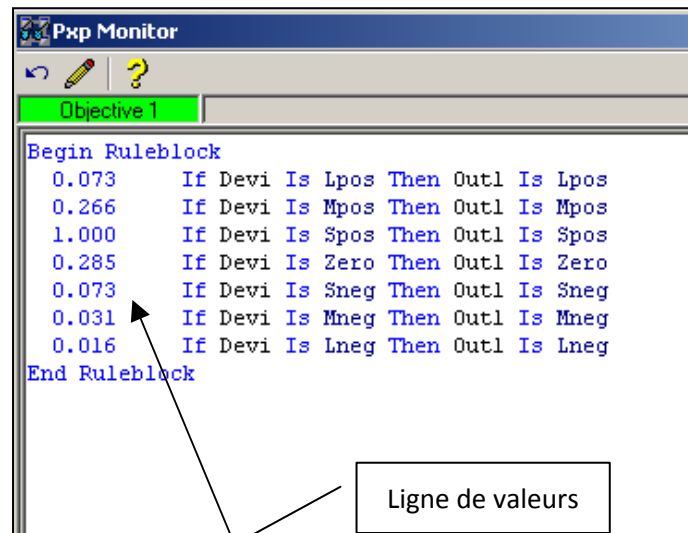 Pxp Monitor
Objective 1
Begin Ruleblock
0.073 If Devi Is Lpos Then Outl Is Lpos
0.266 If Devi Is Mpos Then Outl Is Mpos
1.000 If Devi Is Spos Then Outl Is Spos
0.285 If Devi Is Zero Then Outl Is Zero
0.073 If Devi Is Sneg Then Outl Is Sneg
0.031 If Devi Is Mneg Then Outl Is Mneg
0.016 If Devi Is Lneg Then Outl Is Lneg
End Ruleblock
Ligne de valeurs